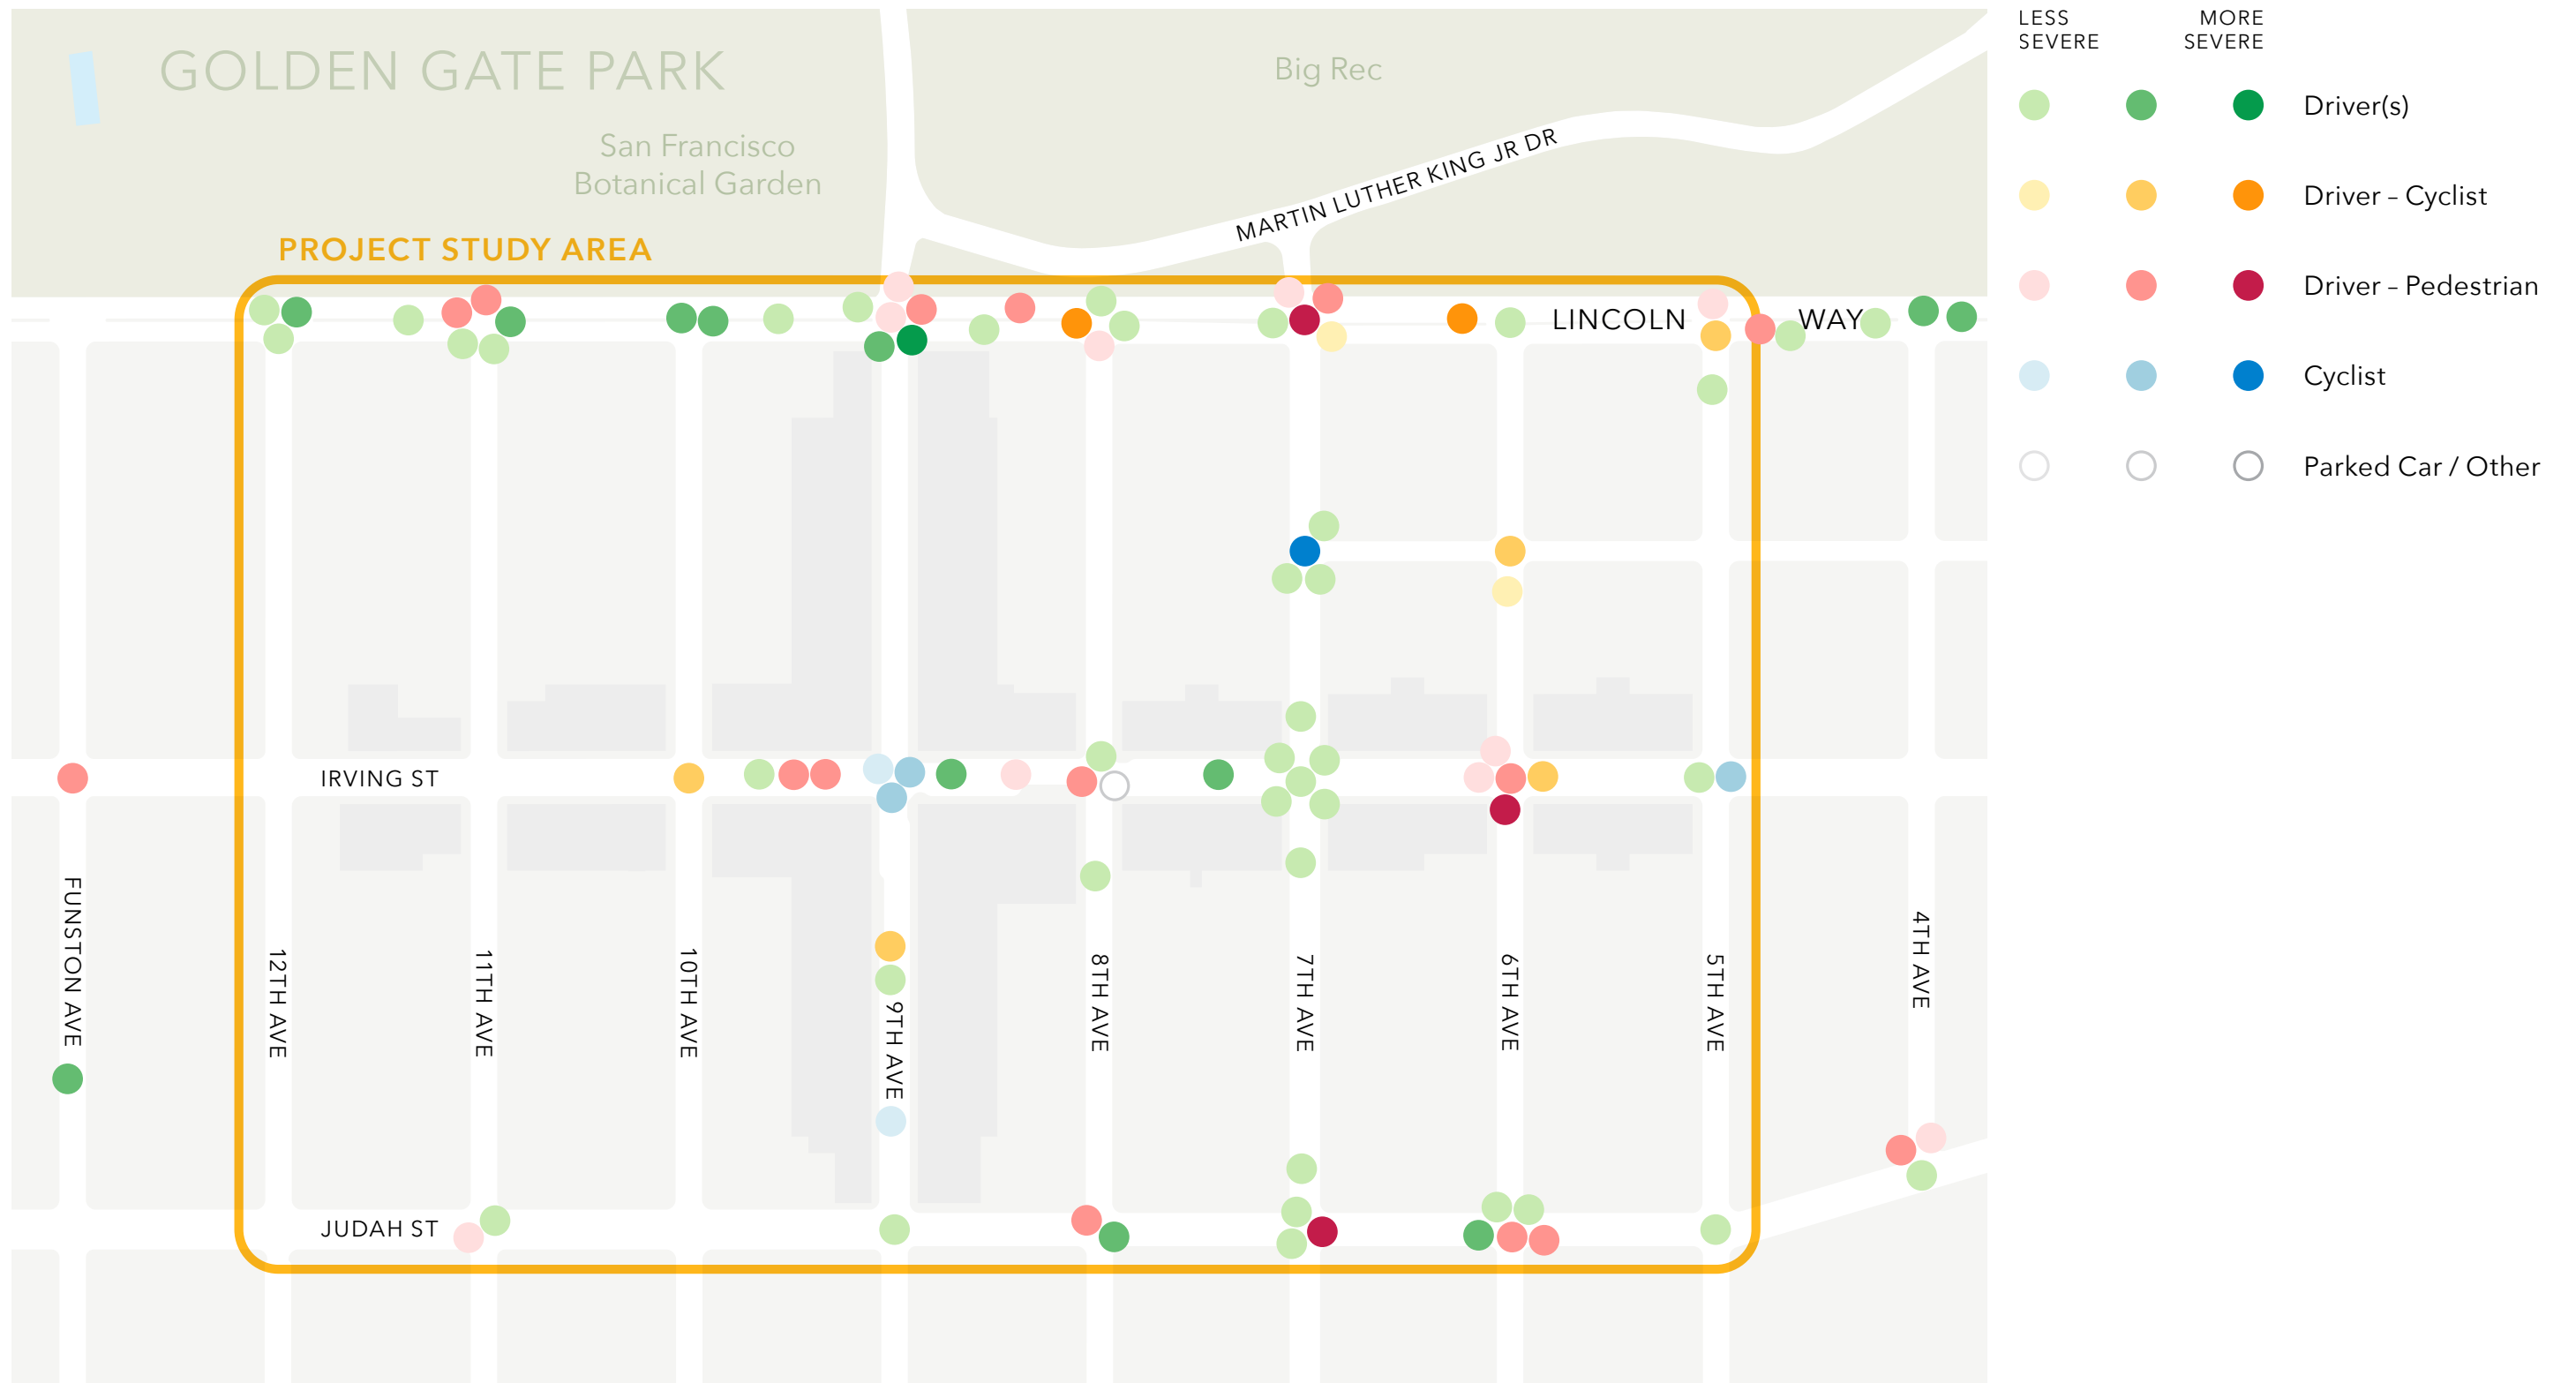 GOLDEN GATE PARK
San Francisco
Botanical Garden
Big Rec
MARTIN LUTHER KING JR DR
PROJECT STUDY AREA
LINCOLN WAY
IRVING ST
JUDAH ST
FUNSTON AVE
12TH AVE
11TH AVE
10TH AVE
9TH AVE
8TH AVE
7TH AVE
6TH AVE
5TH AVE
4TH AVE
LESS
SEVERE
MORE
SEVERE
Driver(s)
Driver – Cyclist
Driver – Pedestrian
Cyclist
Parked Car / Other